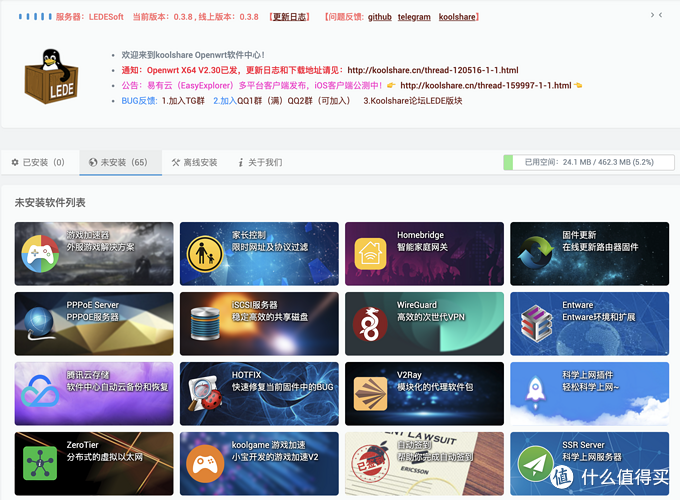 服务器：LEDESoft 当前版本：0.3.8 , 线上版本：0.3.8 【更新日志】 【问题反馈: github telegram koolshare】
LEDE
欢迎来到koolshare Openwrt软件中心！
通知：Openwrt X64 V2.30已发，更新日志和下载地址请见：http://koolshare.cn/thread-120516-1-1.html
公告：易有云（EasyExplorer）多平台客户端发布，iOS客户端公测中！👉 http://koolshare.cn/thread-159997-1-1.html 👈
BUG反馈: 1.加入TG群 2.加入QQ1群（满）QQ2群（可加入） 3.Koolshare论坛LEDE版块
已安装（0） 未安装（65） 离线安装 关于我们 已用空间：24.1 MB / 462.3 MB (5.2%)
未安装软件列表
游戏加速器
外服游戏解决方案
家长控制
限时网址及协议过滤
Homebridge
智能家庭网关
固件更新
在线更新路由器固件
PPPoE Server
PPPOE服务器
iSCSI服务器
稳定高效的共享磁盘
WireGuard
高效的次世代VPN
Entware
Entware环境和扩展
腾讯云存储
软件中心自动云备份和恢复
HOTFIX
快速修复当前固件中的BUG
V2Ray
模块化的代理软件包
科学上网插件
轻松科学上网~
ZeroTier
分布式的虚拟以太网
koolgame 游戏加速
小宝开发的游戏加速V2
自动签到
帮助你完成自动签到
已签到
ENT LAWSUIT
ERICSSON
SSR Server
科学上网服务器
值 什么值得买